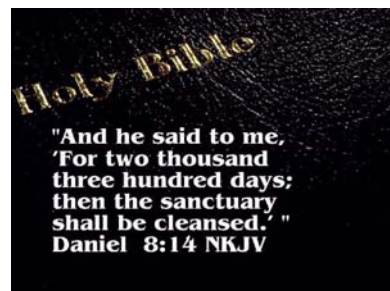 Holy Bible
"And he said to me,
‘For two thousand
three hundred days;
then the sanctuary
shall be cleansed.’ "
Daniel 8:14 NKJV